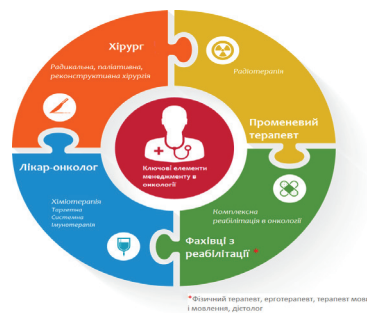 Хірург
Радикальна, паліативна,
реконструктивна хірургія
Радіотерапія
Променевий
терапевт
Лікар-онколог
Ключові елементи
менеджменту в
онкології
Хіміотерапія
Таргетна
Системна
Імунотерапія
Комплексна
реабілітація в онкології
Фахівці з
реабілітації *
*Фізичний терапевт, ерготерапевт, терапевт мови
і мовлення, дієтолог